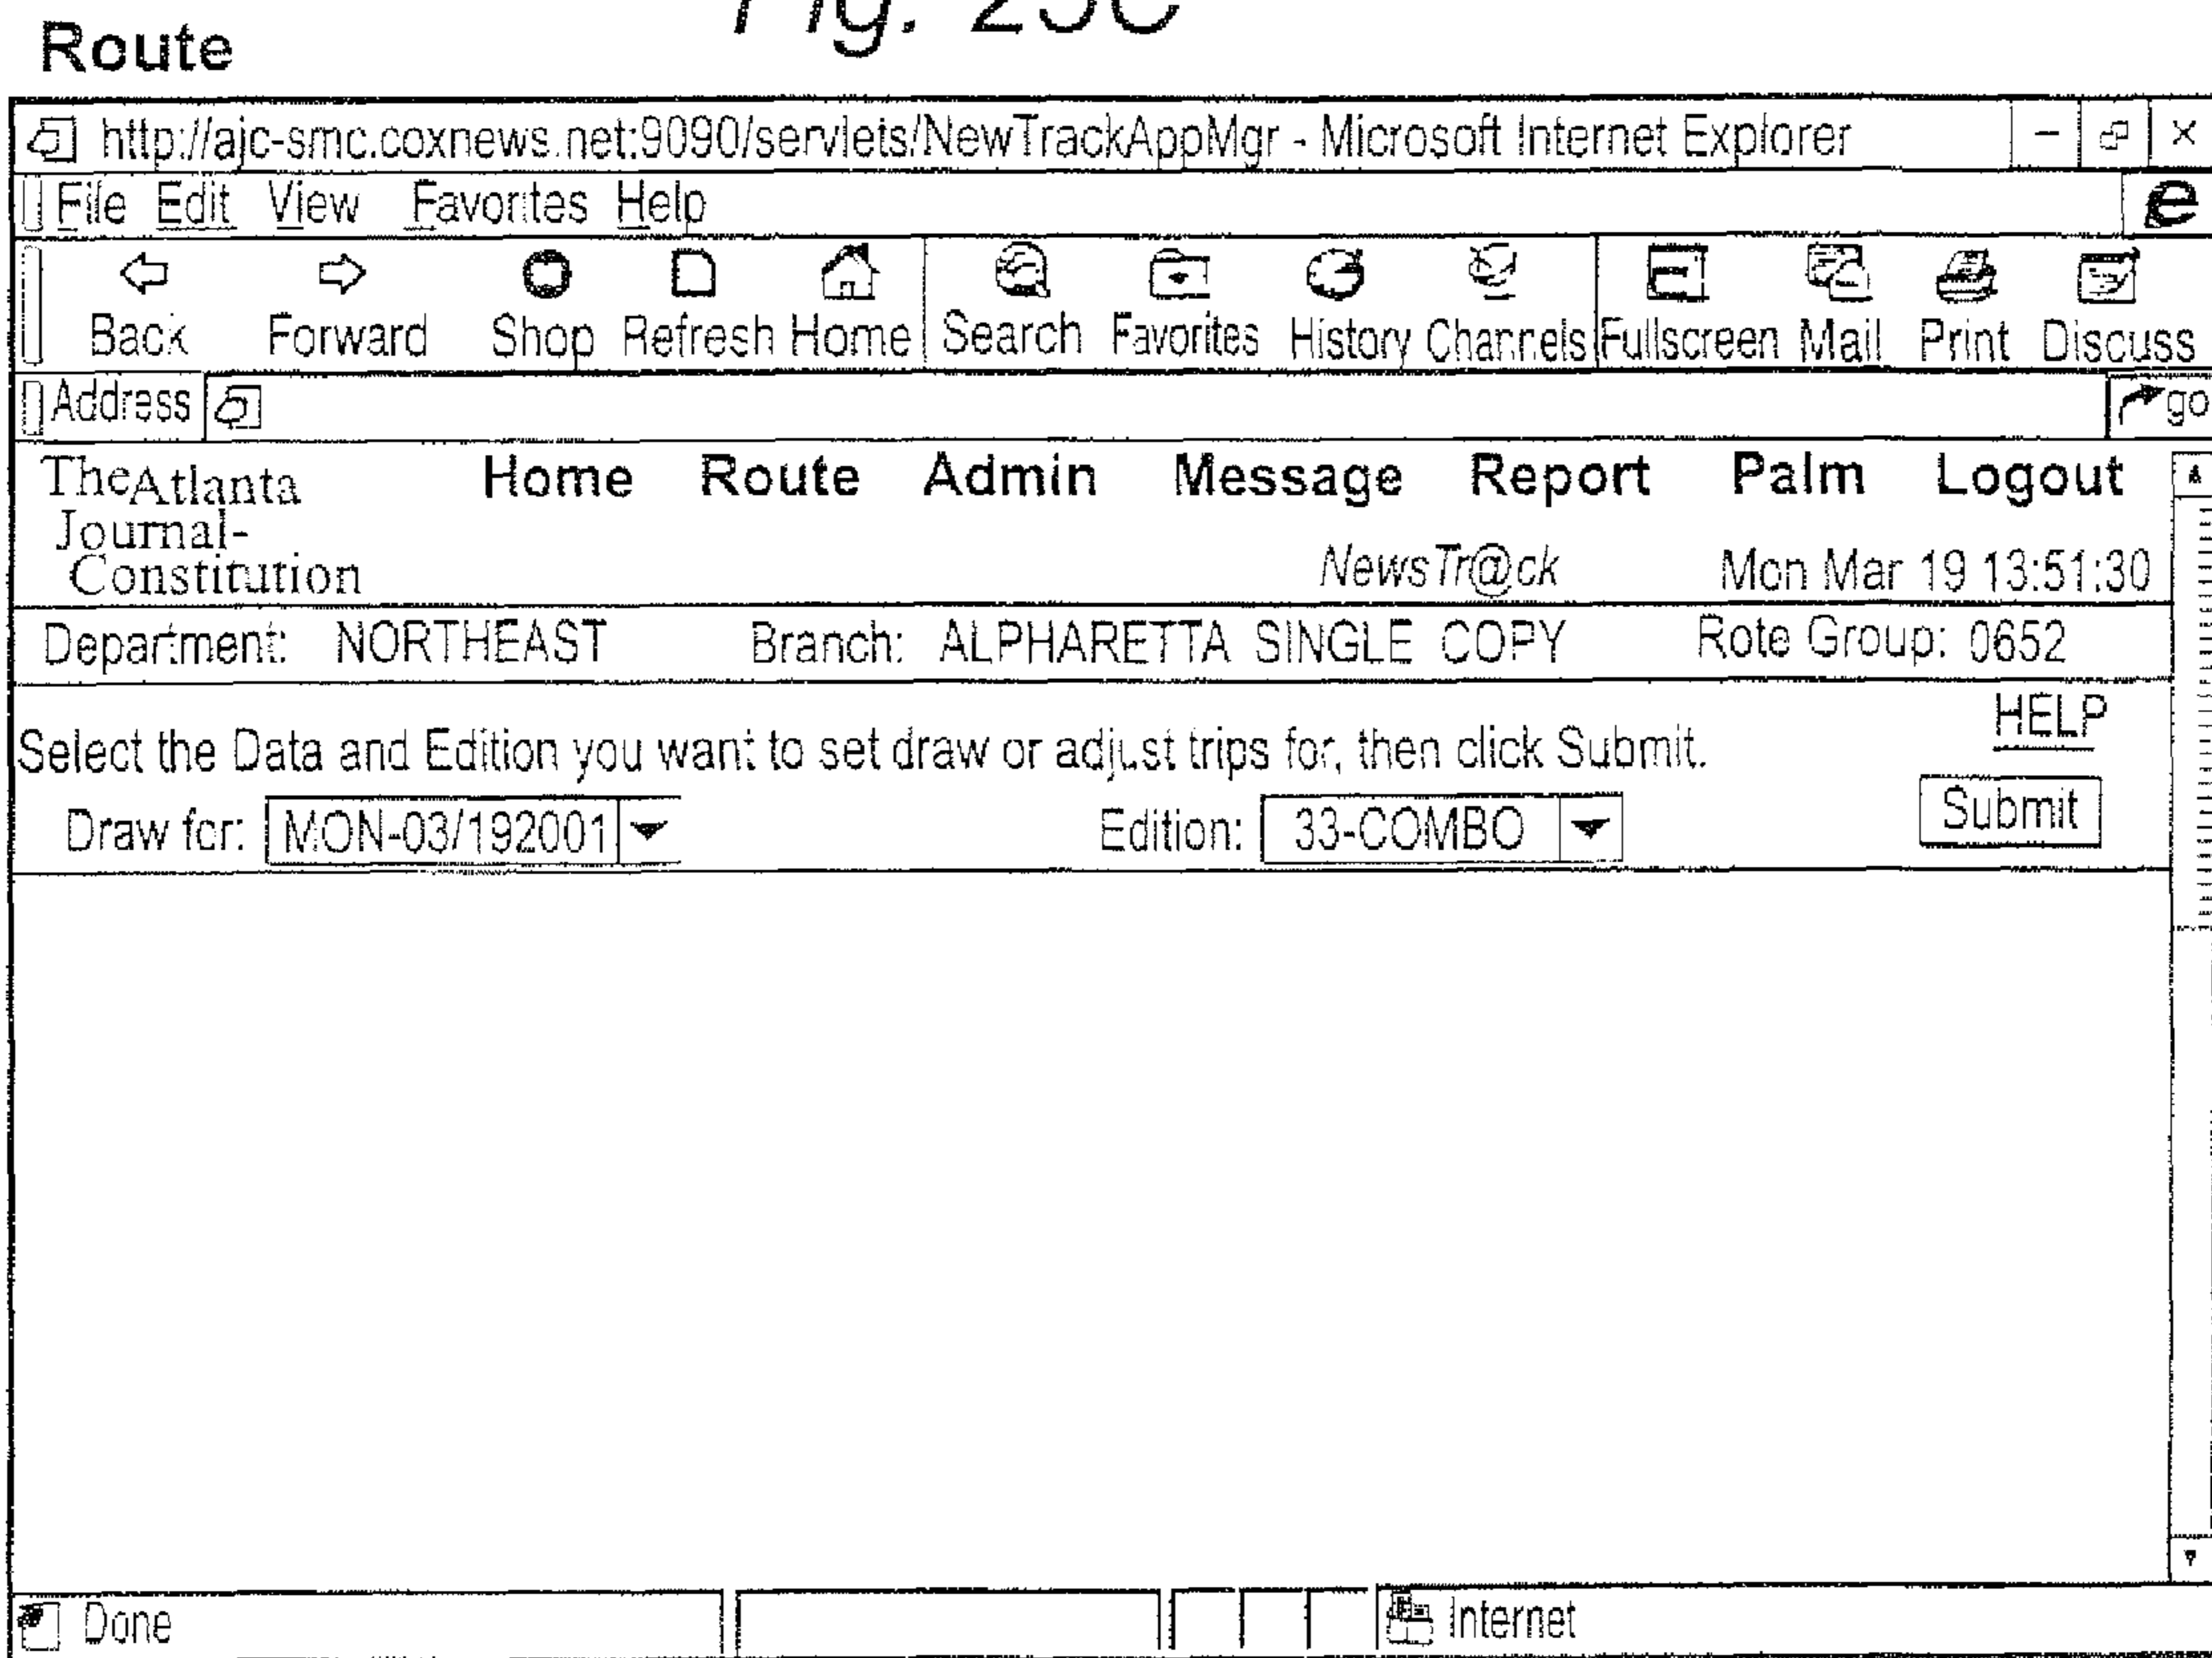 Fig. 25C
Route
http://ajc-smc.coxnews.net:9090/servlets/NewTrackAppMgr - Microsoft Internet Explorer
File Edit View Favorites Help
Back Forward Shop Refresh Home Search Favorites History Channels Fullscreen Mail Print Discuss
Address go
The Atlanta Journal-Constitution
Home Route Admin Message Report Palm Logout
NewsTr@ck Mon Mar 19 13:51:30
Department: NORTHEAST Branch: ALPHARETTA SINGLE COPY Rote Group: 0652
HELP
Select the Data and Edition you want to set draw or adjust trips for, then click Submit.
Draw for: MON-03/192001 Edition: 33-COMBO Submit
Done Internet